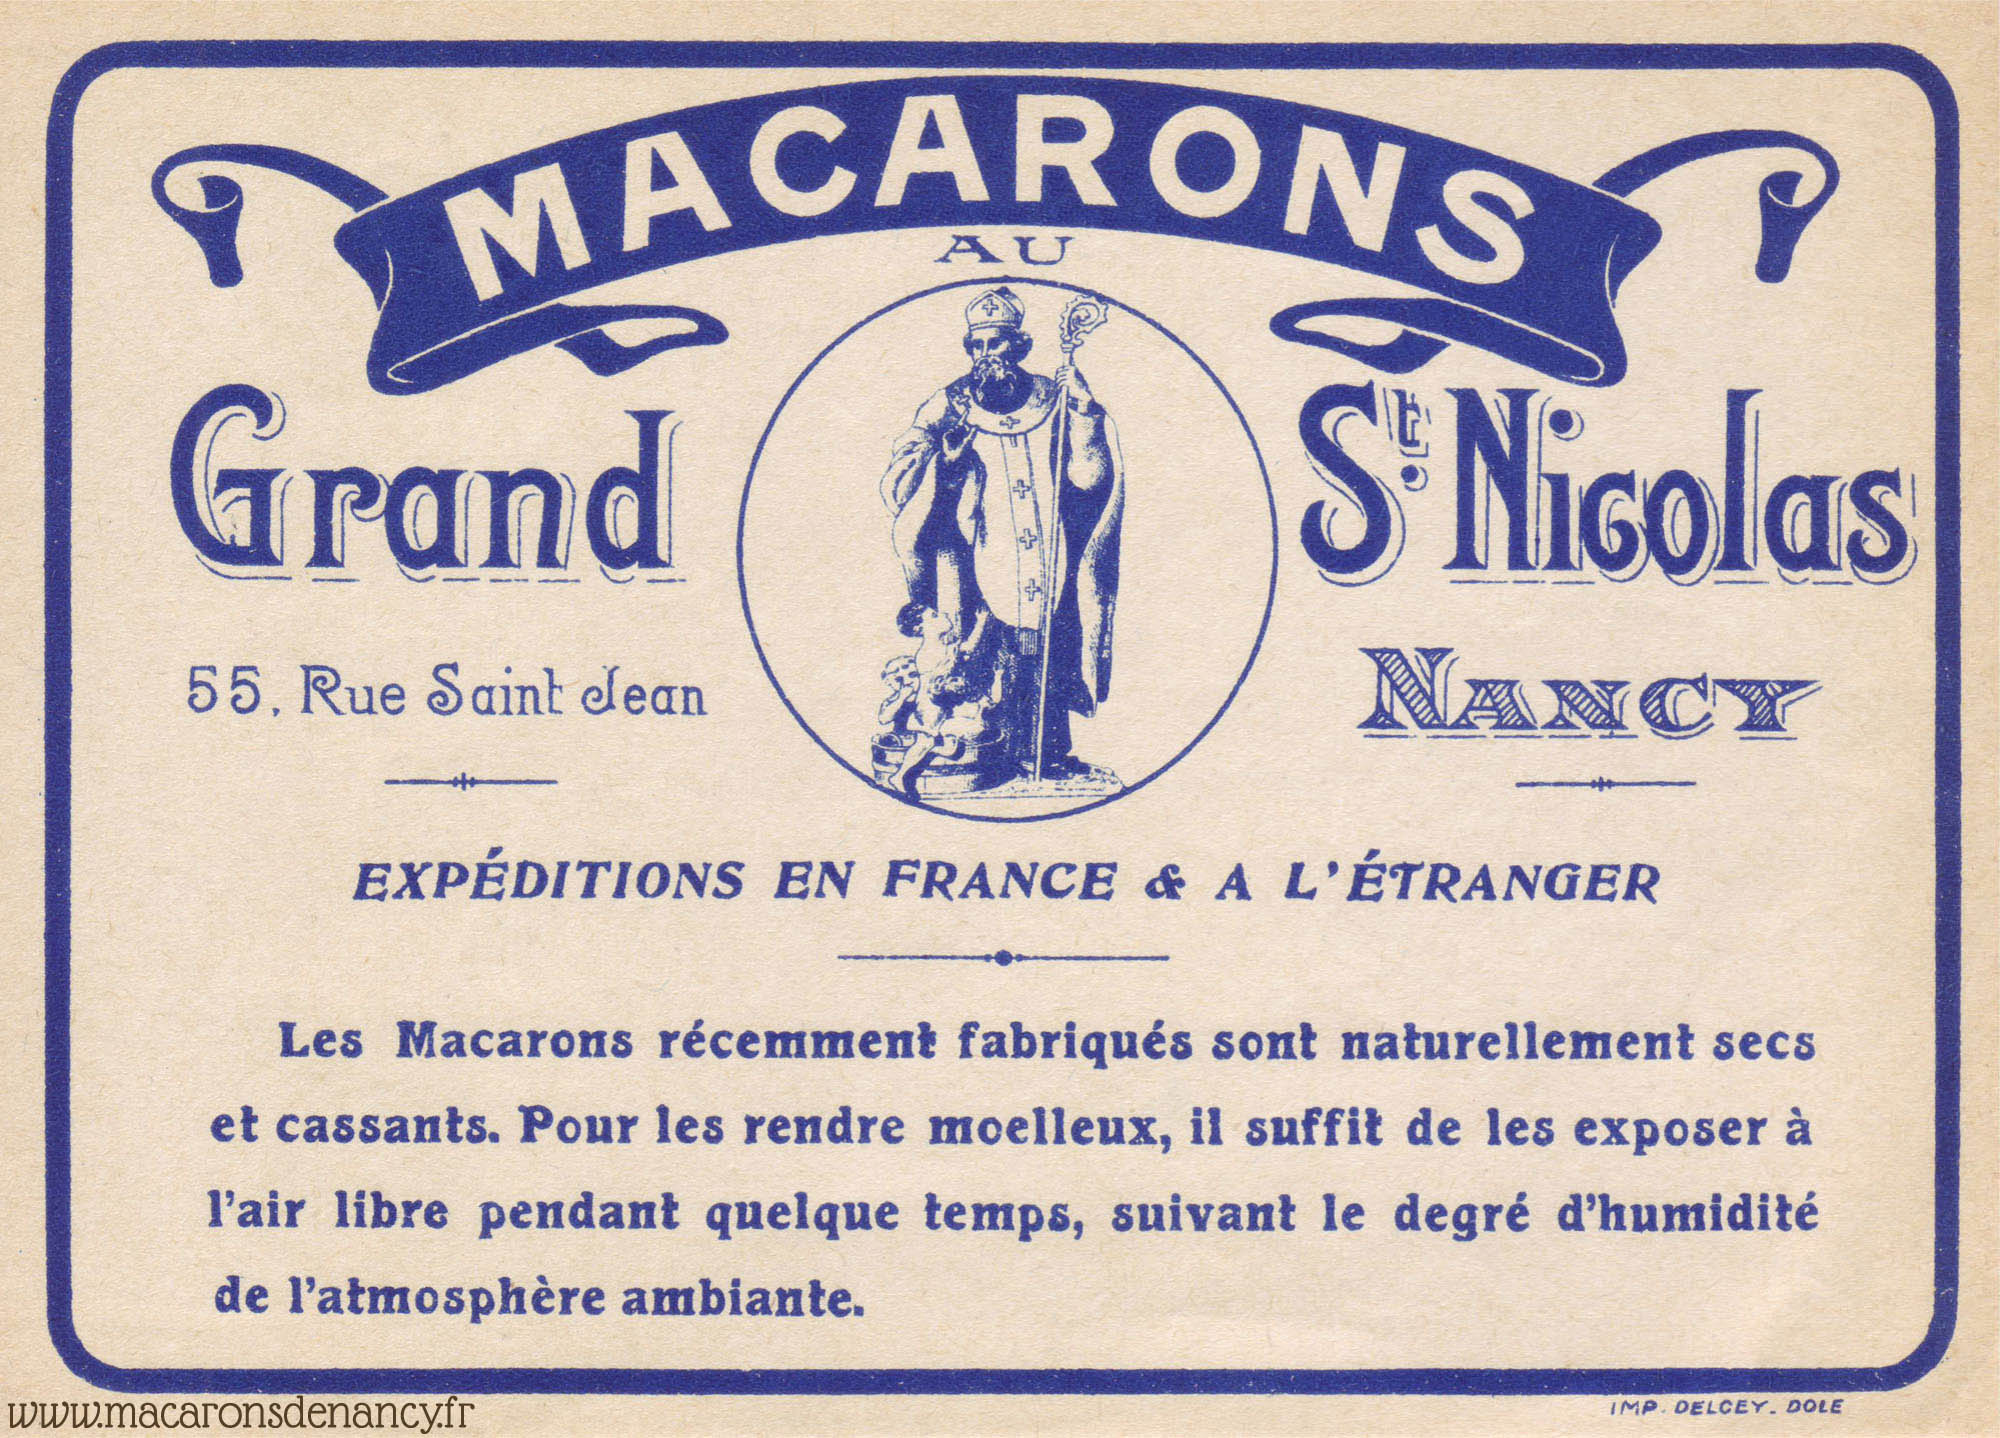 MACARONS
AU
Grand St. Nicolas
55, Rue Saint Jean
NANCY
EXPÉDITIONS EN FRANCE & A L'ÉTRANGER
Les Macarons récemment fabriqués sont naturellement secs
et cassants. Pour les rendre moelleux, il suffit de les exposer à
l'air libre pendant quelque temps, suivant le degré d'humidité
de l'atmosphère ambiante.
www.macaronsdenancy.fr
IMP. DELCEY. DOLE